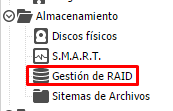 Almacenamiento
Discos físicos
S.M.A.R.T.
Gestión de RAID
Sitemas de Archivos